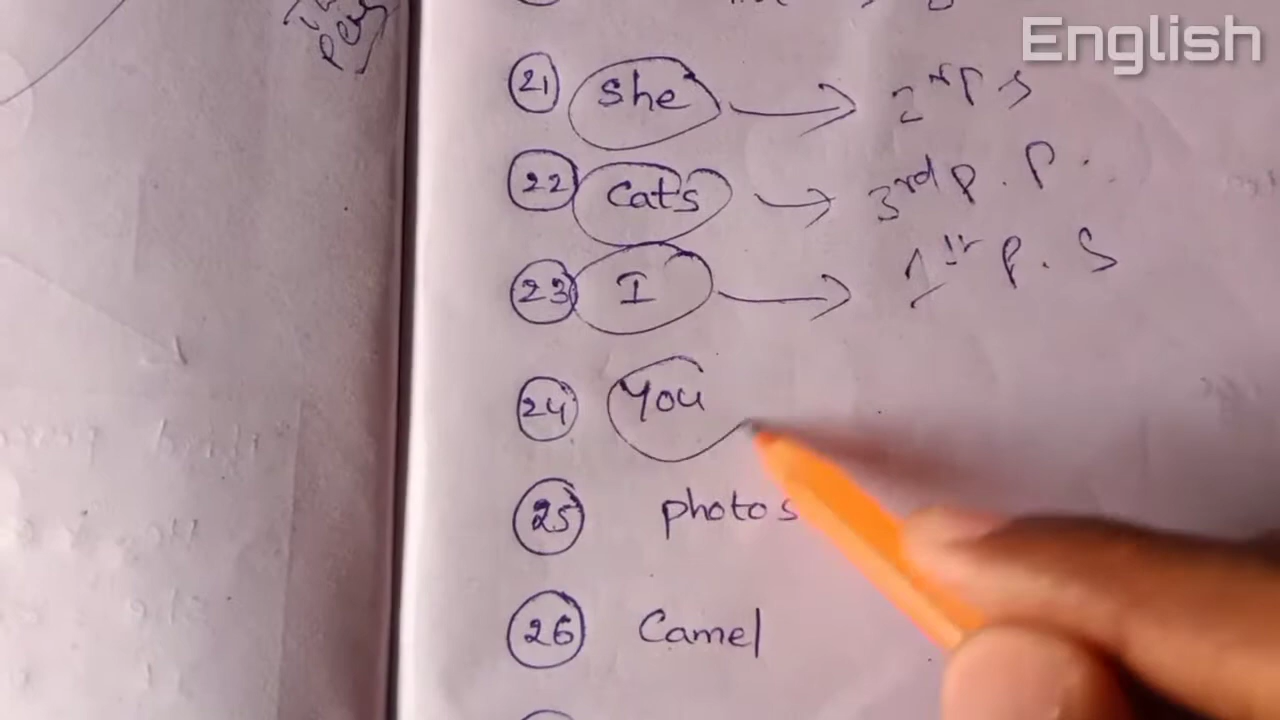 English
21 She → 2nd P. S
22 Cats → 3rd P. P.
23 I → 1st P. S
24 You
25 photos
26 Camel